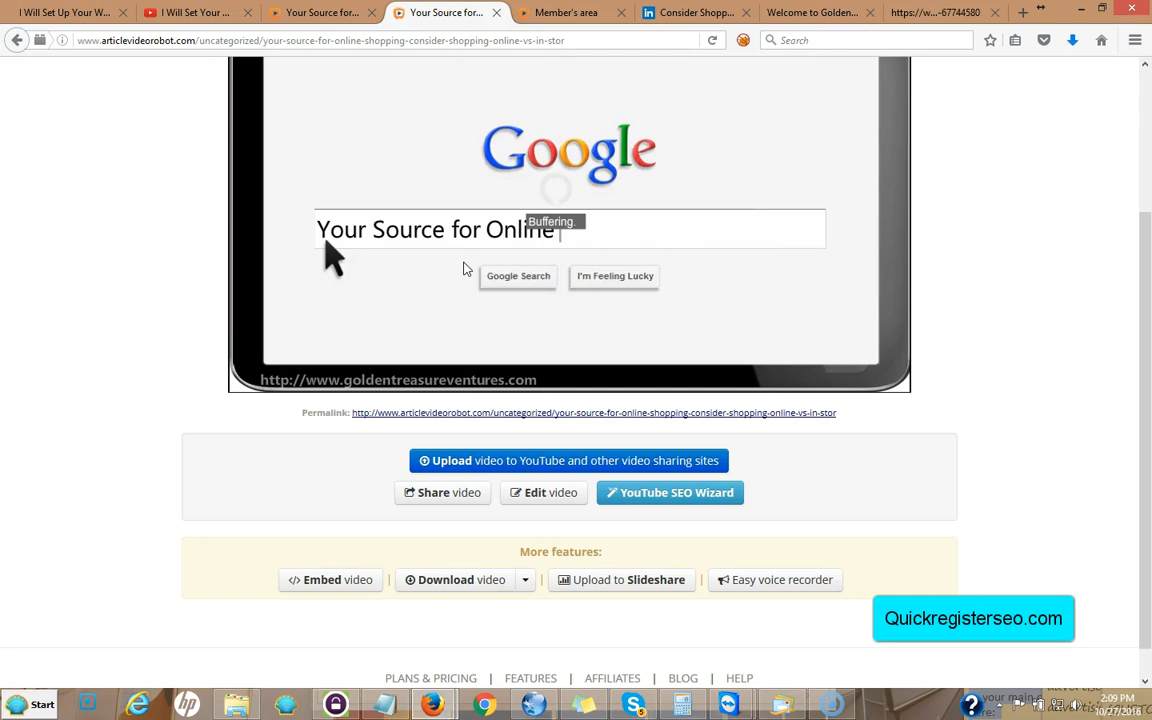 I Will Set Up Your W...
I Will Set Your ...
Your Source for...
Your Source for...
Member's area
Consider Shopp...
Welcome to Golden...
https://w...-67744580
www.articlevideorobot.com/uncategorized/your-source-for-online-shopping-consider-shopping-online-vs-in-stor
Search
Google
Buffering.
Your Source for Online
Google Search
I'm Feeling Lucky
http://www.goldentreasureventures.com
Permalink: http://www.articlevideorobot.com/uncategorized/your-source-for-online-shopping-consider-shopping-online-vs-in-stor
Upload video to YouTube and other video sharing sites
Share video
Edit video
YouTube SEO Wizard
More features:
Embed video | Download video | Upload to Slideshare | Easy voice recorder
Quickregisterseo.com
PLANS & PRICING | FEATURES | AFFILIATES | BLOG | HELP
Start
hp
2:09 PM
10/27/2016